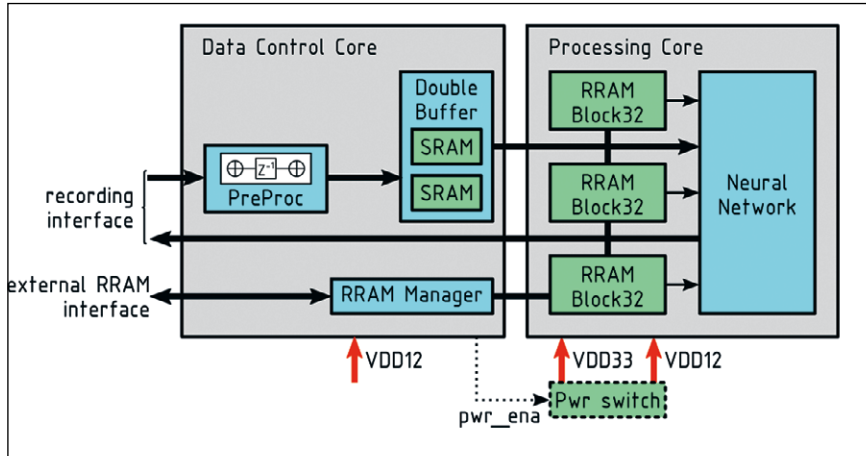 Data Control Core
Processing Core
Double
Buffer
SRAM
SRAM
Z-1
PreProc
RRAM
Block32
RRAM
Block32
RRAM
Block32
Neural
Network
recording
interface
external RRAM
interface
RRAM Manager
VDD12
VDD33
VDD12
pwr_ena
Pwr switch